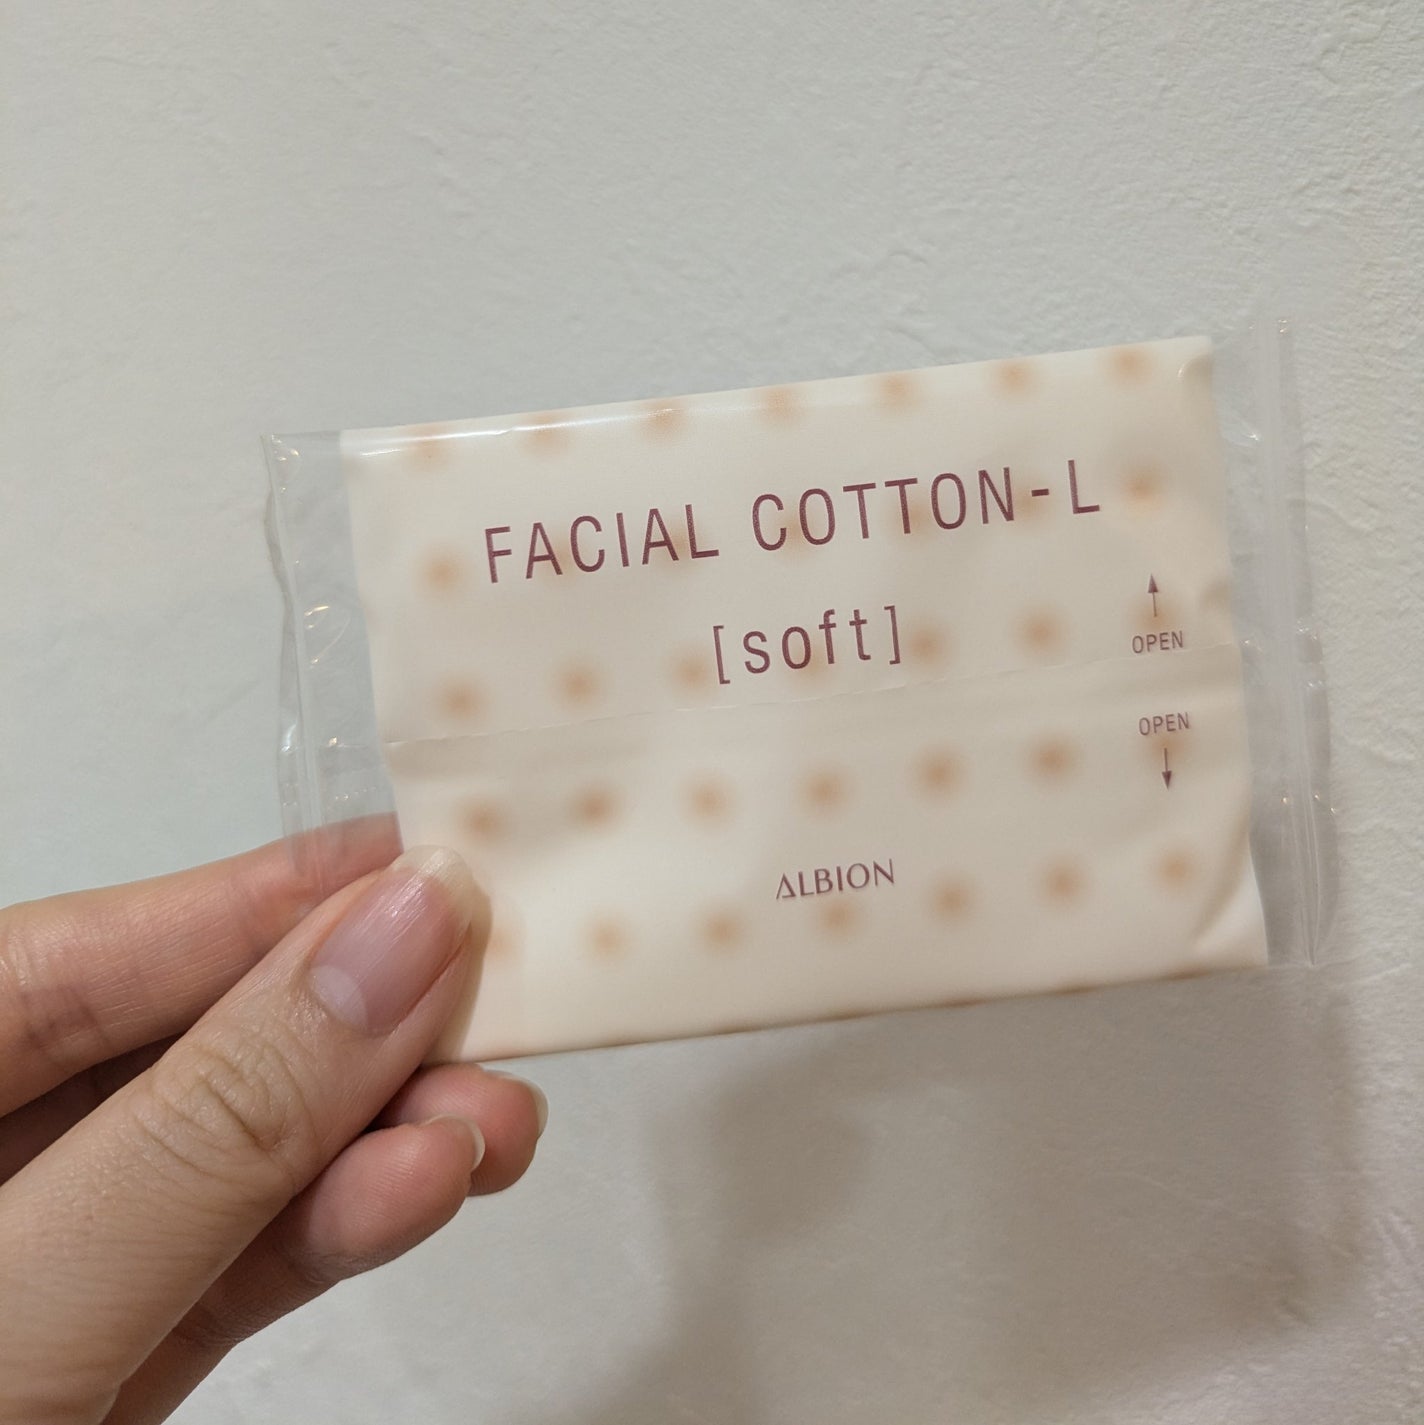 FACIAL COTTON-L
[soft]
OPEN
OPEN
ALBION